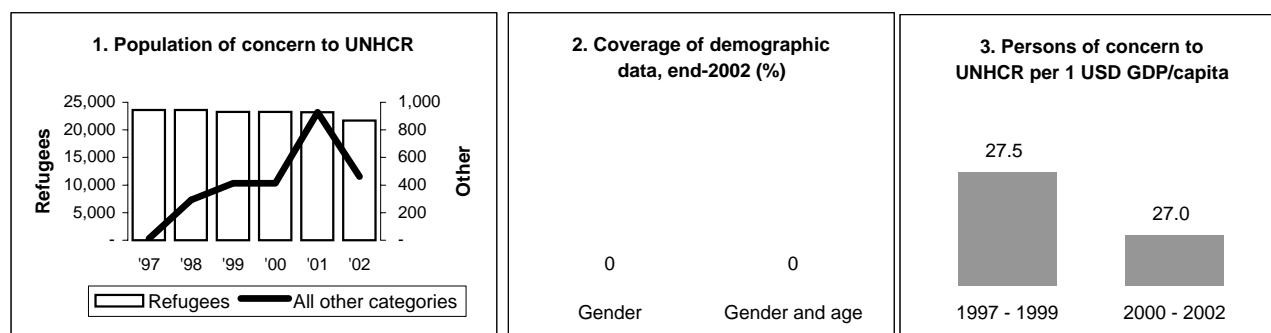 1. Population of concern to UNHCR
25,000
20,000
15,000
10,000
5,000
-
Refugees
1,000
800
600
400
200
-
Other
'97 '98 '99 '00 '01 '02
Refugees All other categories
2. Coverage of demographic
data, end-2002 (%)
0 0
Gender Gender and age
3. Persons of concern to
UNHCR per 1 USD GDP/capita
27.5
27.0
1997 - 1999 2000 - 2002